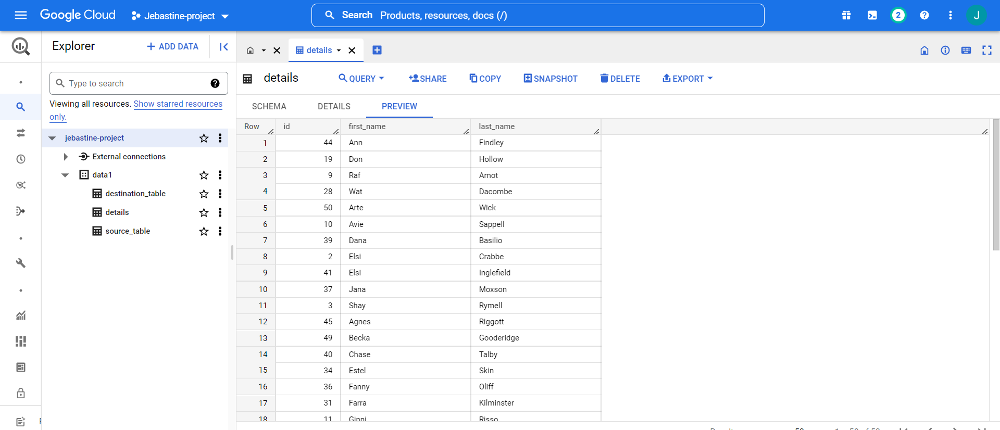 Google Cloud
Jebastine-project
Search Products, resources, docs (/)
2
J
Explorer
ADD DATA
details
Type to search
Viewing all resources. Show starred resources
only.
jebastine-project
External connections
data1
destination_table
details
source_table
details
QUERY
SHARE
COPY
SNAPSHOT
DELETE
EXPORT
SCHEMA
DETAILS
PREVIEW
Row id first_name last_name
1 44 Ann Findley
2 19 Don Hollow
3 9 Raf Arnot
4 28 Wat Dacombe
5 50 Arte Wick
6 10 Avie Sappell
7 39 Dana Basilio
8 2 Elsi Crabbe
9 41 Elsi Inglefield
10 37 Jana Moxson
11 3 Shay Rymell
12 45 Agnes Riggott
13 49 Becka Gooderidge
14 40 Chase Talby
15 34 Estel Skin
16 36 Fanny Oliff
17 31 Farra Kilminster
18 11 Ginni Risso